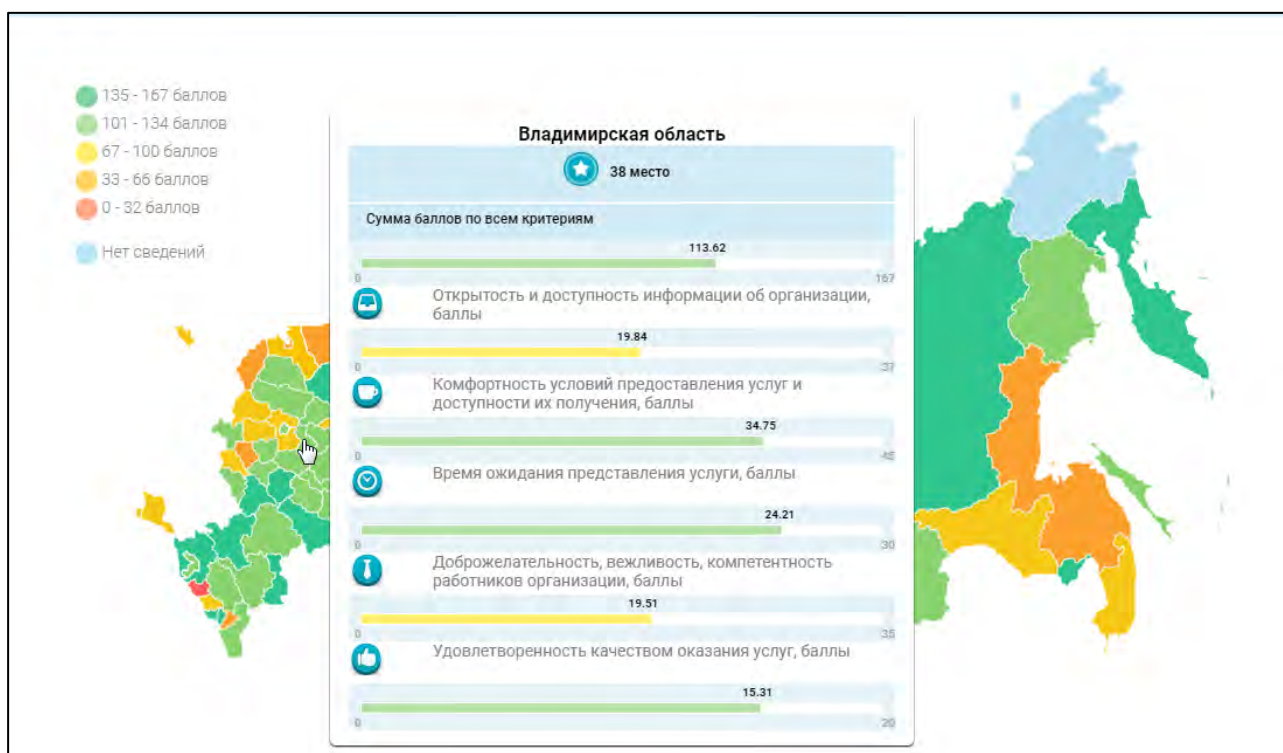 135 - 167 баллов
101 - 134 баллов
67 - 100 баллов
33 - 66 баллов
0 - 32 баллов
Нет сведений
Владимирская область
38 место
Сумма баллов по всем критериям
113.62
0 167
Открытость и доступность информации об организации,
баллы
19.84
0 37
Комфортность условий предоставления услуг и
доступности их получения, баллы
34.75
0 45
Время ожидания представления услуги, баллы
24.21
0 30
Доброжелательность, вежливость, компетентность
работников организации, баллы
19.51
0 35
Удовлетворенность качеством оказания услуг, баллы
15.31
0 20